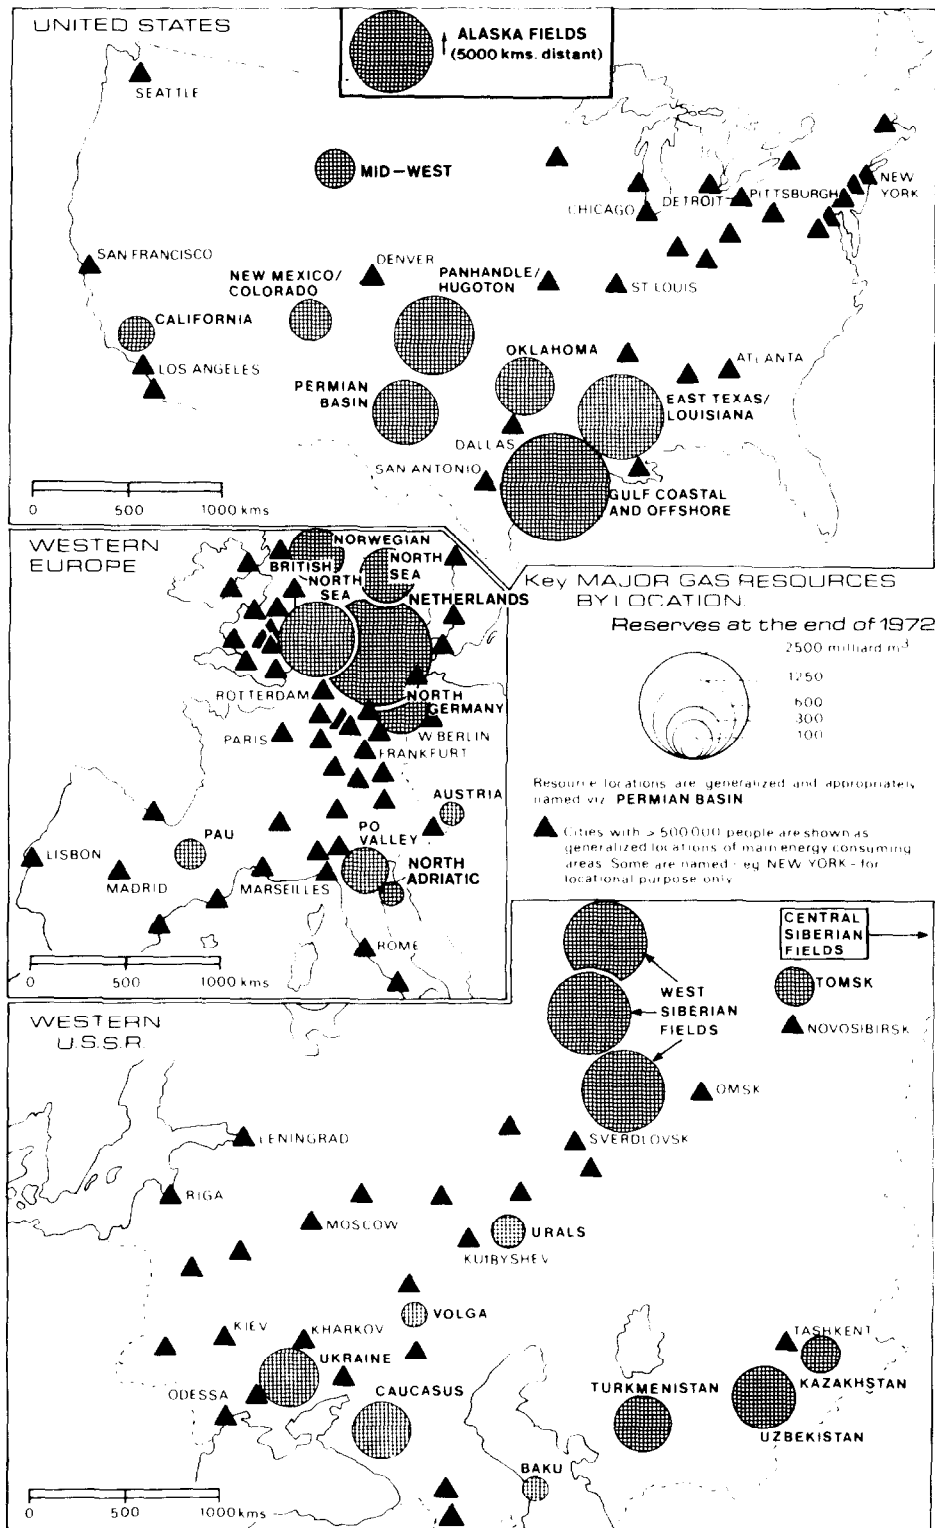 UNITED STATES
ALASKA FIELDS
(5000 kms. distant)
SEATTLE
MID-WEST
CHICAGO
DETROIT
PITTSBURGH
NEW
YORK
SAN FRANCISCO
DENVER
NEW MEXICO/
COLORADO
PANHANDLE/
HUGOTON
ST LOUIS
CALIFORNIA
LOS ANGELES
OKLAHOMA
ATLANTA
PERMIAN
BASIN
EAST TEXAS/
LOUISIANA
DALLAS
SAN ANTONIO
GULF COASTAL
AND OFFSHORE
0 500 1000 kms
WESTERN
EUROPE
NORWEGIAN
NORTH
SEA
BRITISH
NORTH
SEA
NETHERLANDS
ROTTERDAM
NORTH
GERMANY
PARIS
W BERLIN
FRANKFURT
AUSTRIA
PAU
PO
VALLEY
LISBON
MADRID
MARSEILLES
NORTH
ADRIATIC
ROME
0 500 1000 kms
Key MAJOR GAS RESOURCES
BY LOCATION.
Reserves at the end of 1972
2500 milliard m³
1250
600
300
100
Resource locations are generalized and appropriately
named viz. PERMIAN BASIN
Cities with > 500 000 people are shown as
generalized locations of main energy consuming
areas. Some are named - eg. NEW YORK - for
locational purpose only
WESTERN
U.S.S.R.
CENTRAL
SIBERIAN
FIELDS
TOMSK
WEST
SIBERIAN
FIELDS
NOVOSIBIRSK
OMSK
LENINGRAD
SVERDLOVSK
RIGA
MOSCOW
URALS
KUIBYSHEV
VOLGA
KIEV
KHARKOV
TASHKENT
UKRAINE
ODESSA
CAUCASUS
TURKMENISTAN
KAZAKHSTAN
UZBEKISTAN
BAKU
0 500 1000 kms